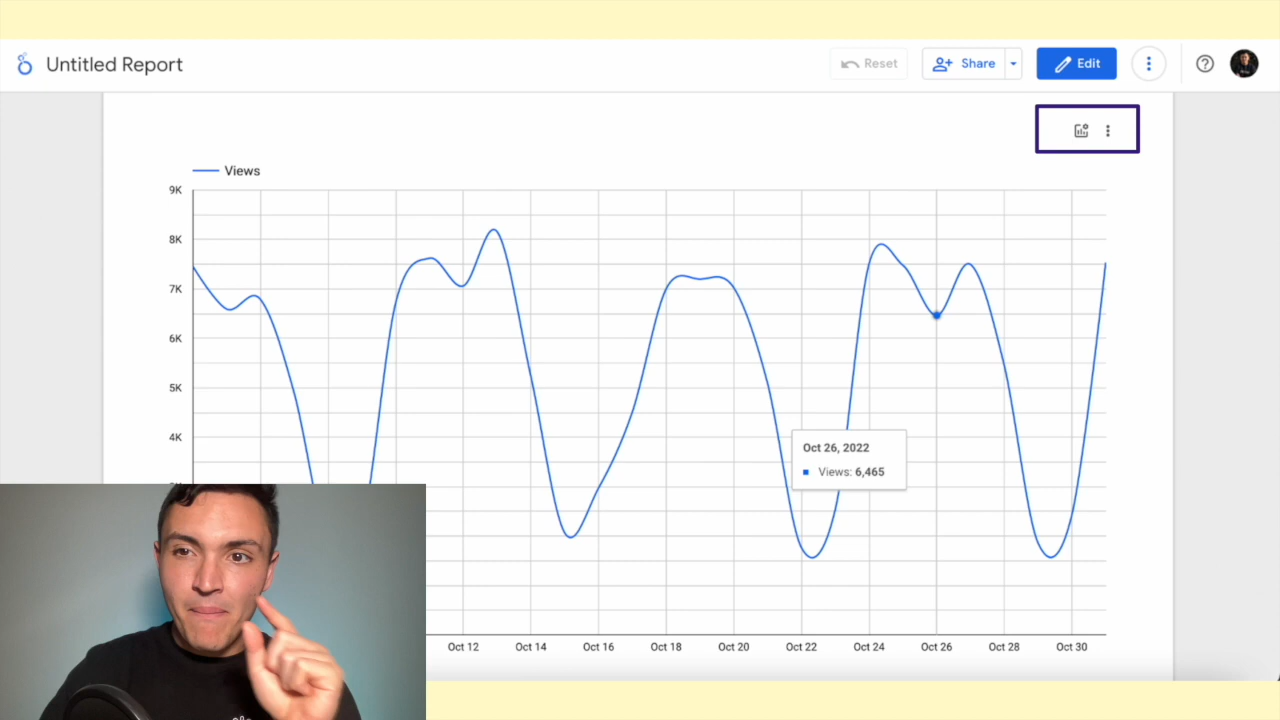 Untitled Report
Reset
Share
Edit
Views
9K
8K
7K
6K
5K
4K
Oct 26, 2022
Views: 6,465
Oct 12
Oct 14
Oct 16
Oct 18
Oct 20
Oct 22
Oct 24
Oct 26
Oct 28
Oct 30